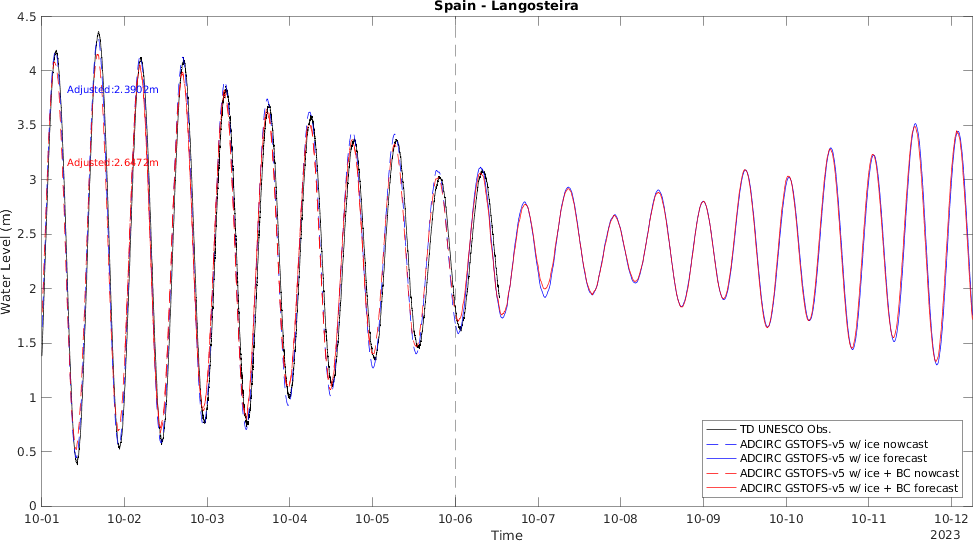 Spain - Langosteira
4.5
4
3.5
3
2.5
2
1.5
1
0.5
0
Water Level (m)
Adjusted:2.3902m
Adjusted:2.6472m
TD UNESCO Obs.
ADCIRC GSTOFS-v5 w/ ice nowcast
ADCIRC GSTOFS-v5 w/ ice forecast
ADCIRC GSTOFS-v5 w/ ice + BC nowcast
ADCIRC GSTOFS-v5 w/ ice + BC forecast
10-01 10-02 10-03 10-04 10-05 10-06 10-07 10-08 10-09 10-10 10-11 10-12
2023
Time